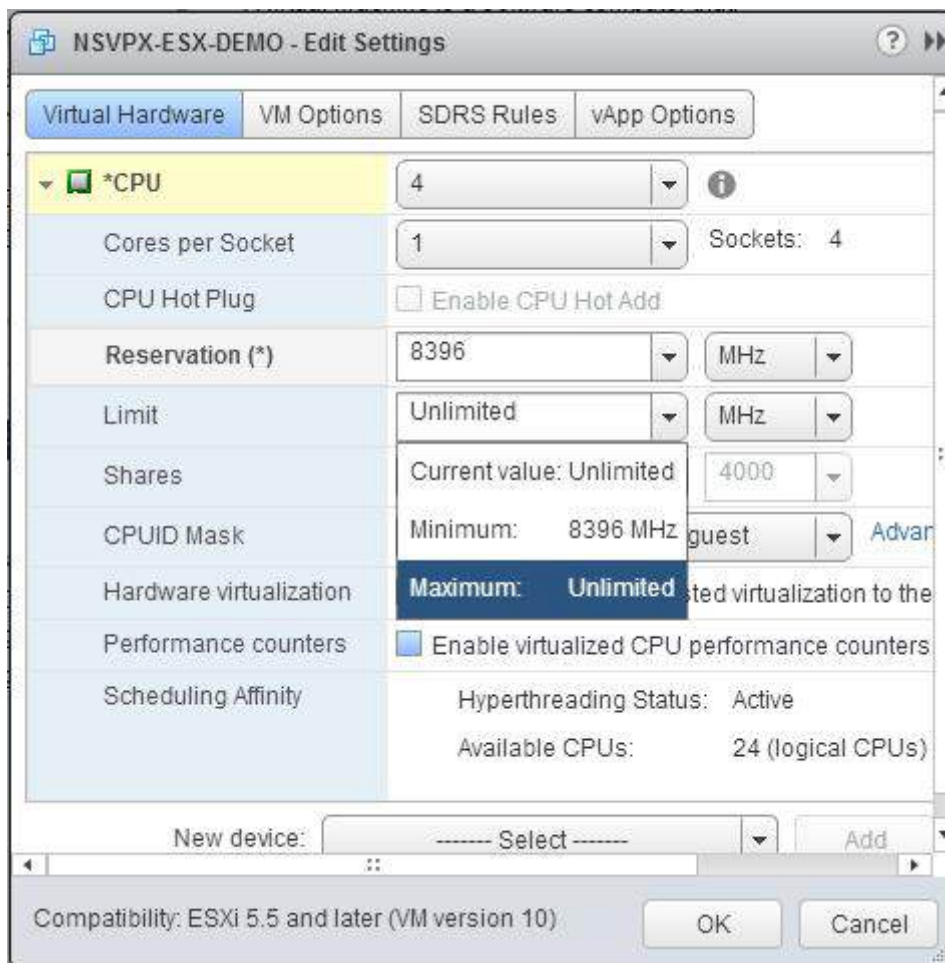 NSVPX-ESX-DEMO - Edit Settings ?
Virtual Hardware VM Options SDRS Rules vApp Options
*CPU 4
Cores per Socket 1 Sockets: 4
CPU Hot Plug Enable CPU Hot Add
Reservation (*) 8396 MHz
Limit Unlimited MHz
Current value: Unlimited
Shares 4000
Minimum: 8396 MHz
CPUID Mask guest Advan
Maximum: Unlimited
Hardware virtualization sted virtualization to the
Performance counters Enable virtualized CPU performance counters
Scheduling Affinity Hyperthreading Status: Active
Available CPUs: 24 (logical CPUs)
New device: ------- Select ------- Add
Compatibility: ESXi 5.5 and later (VM version 10) OK Cancel